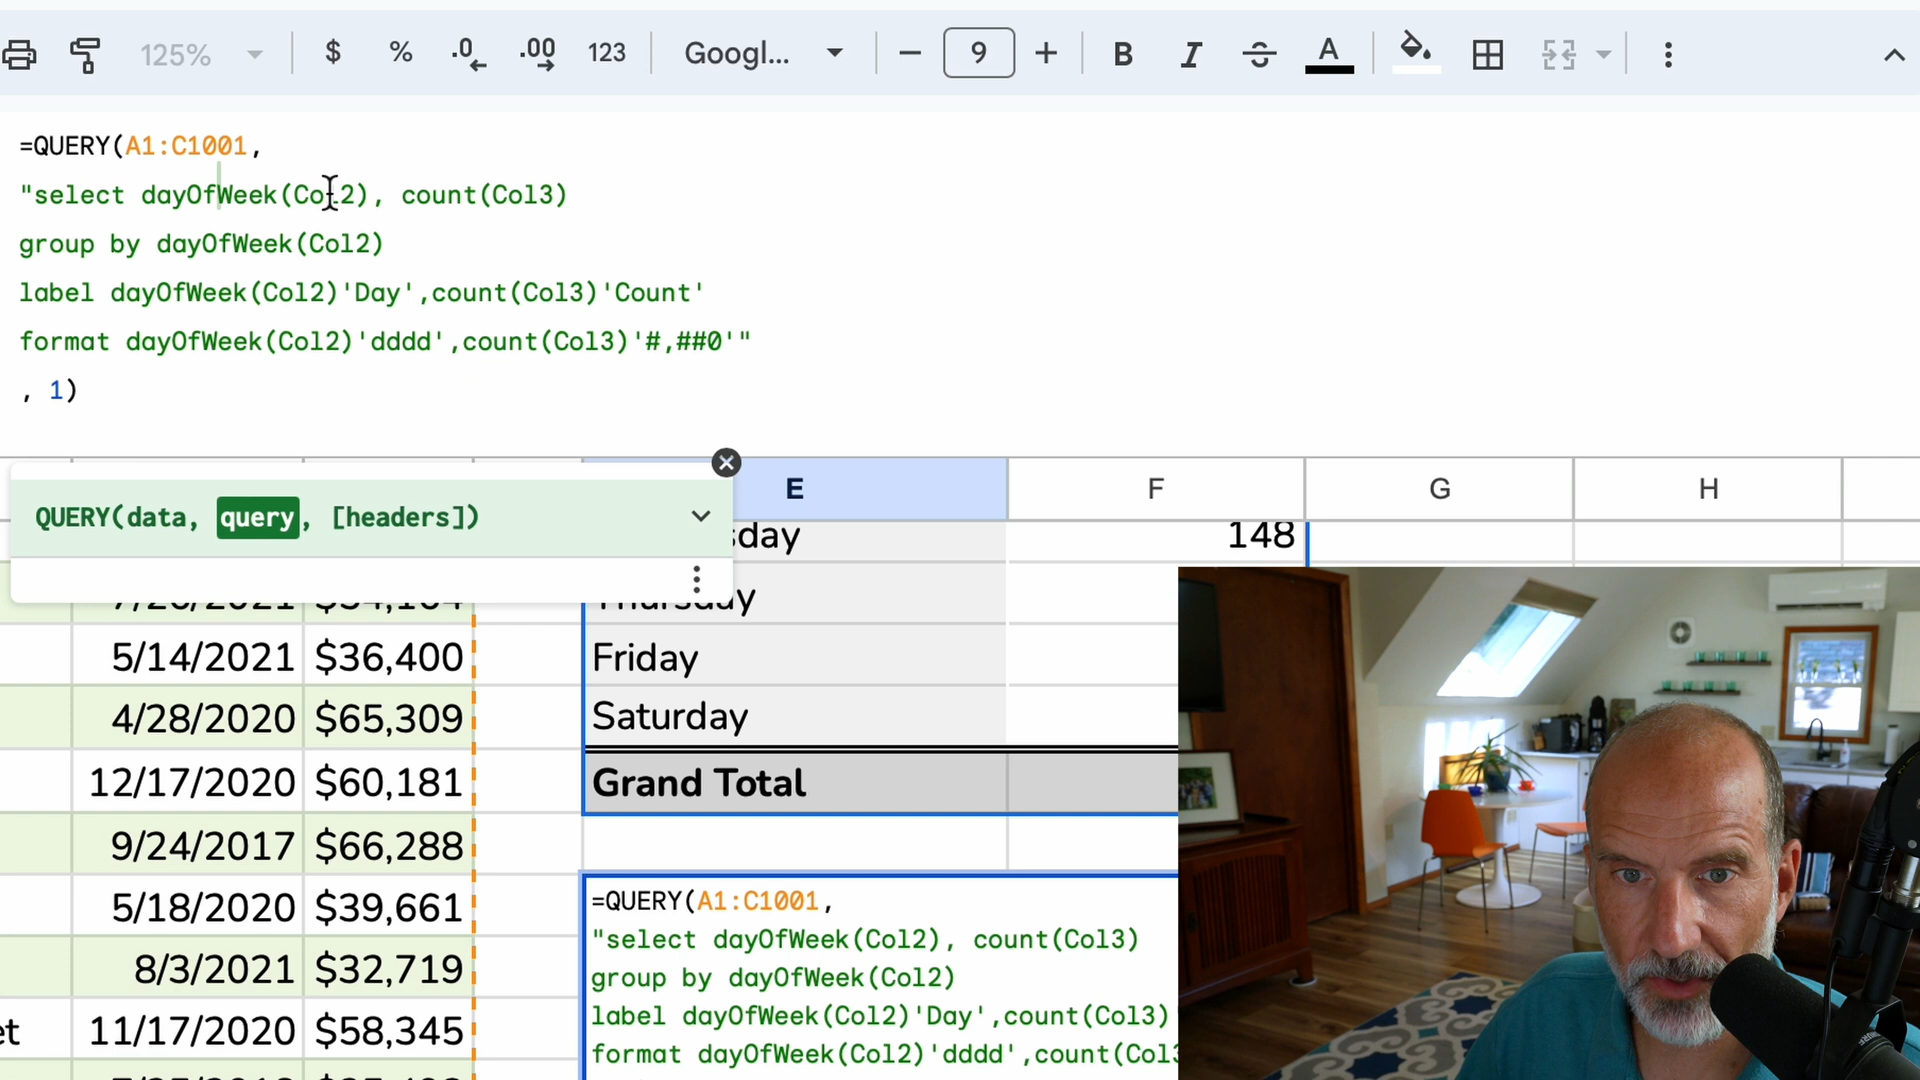 125% $ % .0 .00 123 Googl... 9 B I S A
=QUERY(A1:C1001,
"select dayOfWeek(Col2), count(Col3)
group by dayOfWeek(Col2)
label dayOfWeek(Col2)'Day',count(Col3)'Count'
format dayOfWeek(Col2)'dddd',count(Col3)'#,##0'"
, 1)
E F G H
QUERY(data, query, [headers])
sday 148
Thursday
Friday
Saturday
Grand Total
5/14/2021 $36,400
4/28/2020 $65,309
12/17/2020 $60,181
9/24/2017 $66,288
5/18/2020 $39,661
8/3/2021 $32,719
et 11/17/2020 $58,345
=QUERY(A1:C1001,
"select dayOfWeek(Col2), count(Col3)
group by dayOfWeek(Col2)
label dayOfWeek(Col2)'Day',count(Col3)
format dayOfWeek(Col2)'dddd',count(Col3